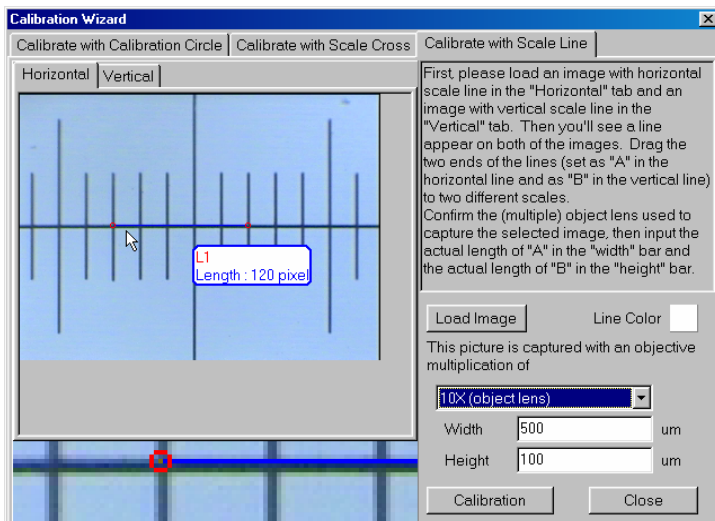 Calibration Wizard
Calibrate with Calibration Circle
Calibrate with Scale Cross
Calibrate with Scale Line
Horizontal
Vertical
L1
Length : 120 pixel
First, please load an image with horizontal
scale line in the "Horizontal" tab and an
image with vertical scale line in the
"Vertical" tab. Then you'll see a line
appear on both of the images. Drag the
two ends of the lines (set as "A" in the
horizontal line and as "B" in the vertical line)
to two different scales.
Confirm the (multiple) object lens used to
capture the selected image, then input the
actual length of "A" in the "width" bar and
the actual length of "B" in the "height" bar.
Load Image
Line Color
This picture is captured with an objective
multiplication of
10X (object lens)
Width 500 um
Height 100 um
Calibration
Close